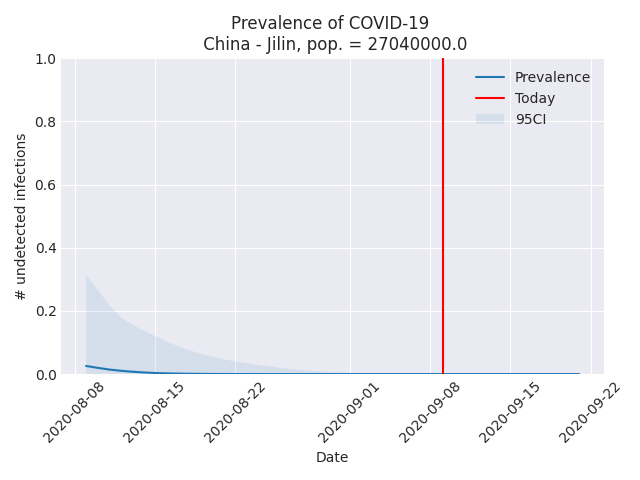 Prevalence of COVID-19
China - Jilin, pop. = 27040000.0
Prevalence
Today
95CI
# undetected infections
1.0
0.8
0.6
0.4
0.2
0.0
2020-08-08
2020-08-15
2020-08-22
2020-09-01
2020-09-08
2020-09-15
2020-09-22
Date